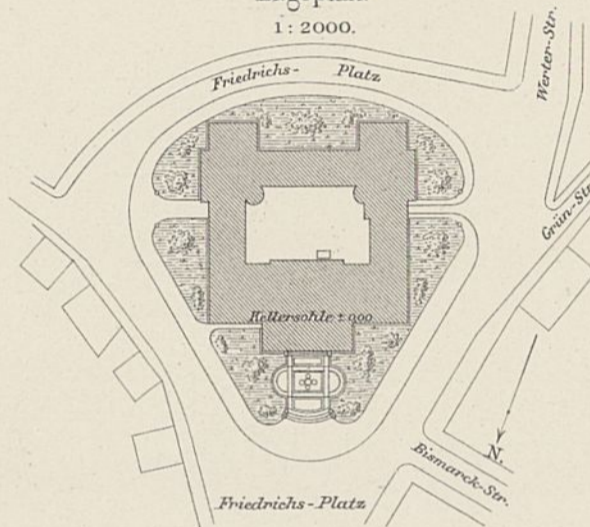 1 : 2000.
Friedrichs- Platz
Werter-Str.
Grün-Str.
Kellersohle ± 0.00
N.
Bismarck-Str.
Friedrichs-Platz